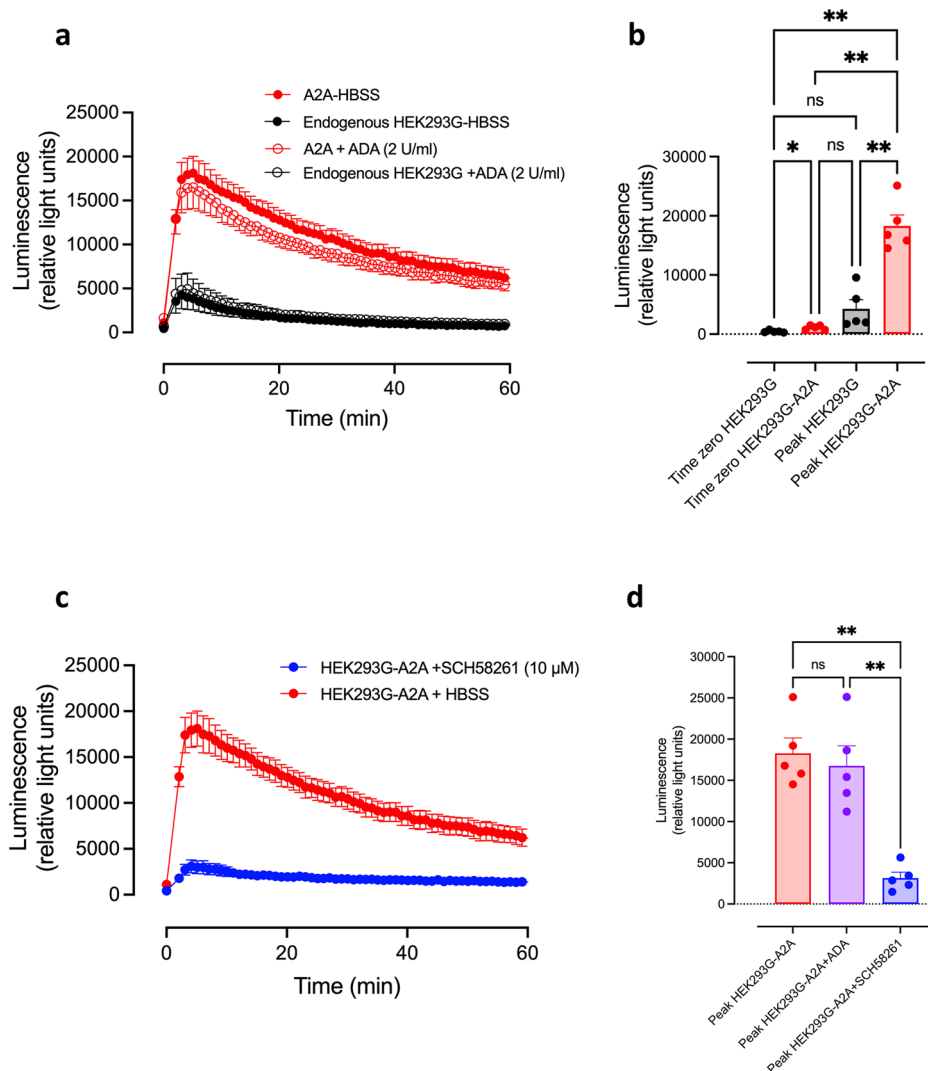 a
A2A-HBSS
Endogenous HEK293G-HBSS
A2A + ADA (2 U/ml)
Endogenous HEK293G +ADA (2 U/ml)
Luminescence
(relative light units)
25000
20000
15000
10000
5000
0
0
20
40
60
Time (min)
b
**
**
ns
*
ns
**
Luminescence
(relative light units)
30000
20000
10000
0
Time zero HEK293G
Time zero HEK293G-A2A
Peak HEK293G
Peak HEK293G-A2A
c
HEK293G-A2A +SCH58261 (10 µM)
HEK293G-A2A + HBSS
Luminescence
(relative light units)
25000
20000
15000
10000
5000
0
0
20
40
60
Time (min)
d
**
ns
**
Luminescence
(relative light units)
30000
25000
20000
15000
10000
5000
0
Peak HEK293G-A2A
Peak HEK293G-A2A+ADA
Peak HEK293G-A2A+SCH58261